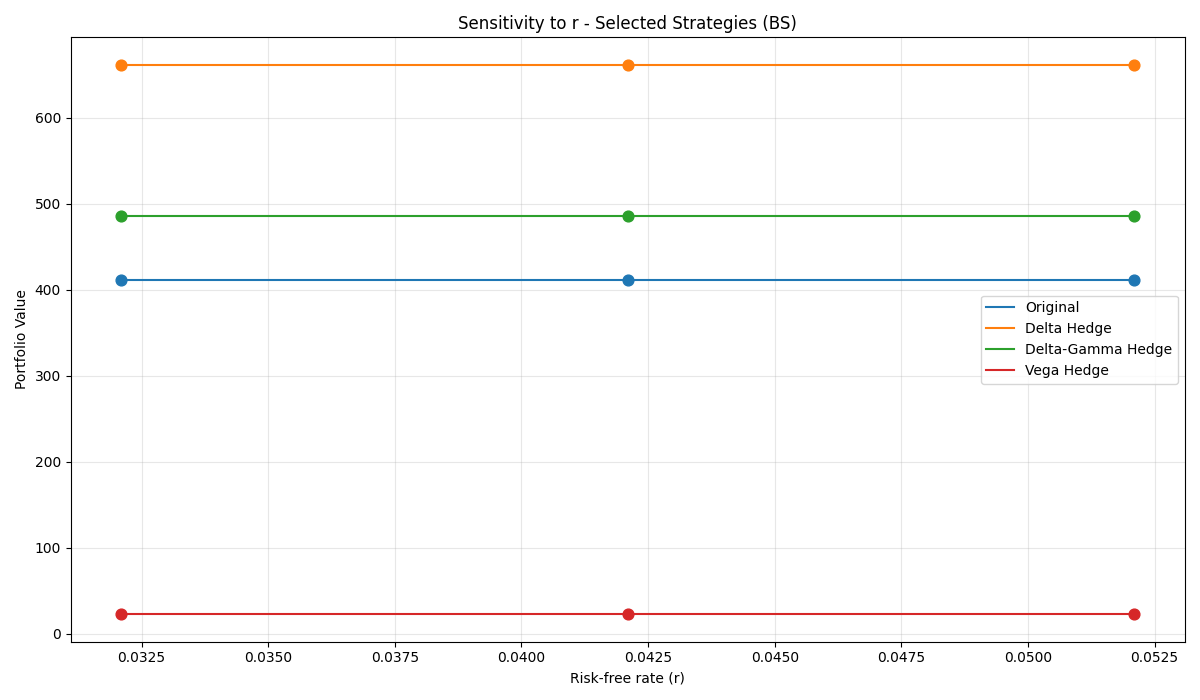 Sensitivity to r - Selected Strategies (BS)
Portfolio Value
600
500
400
300
200
100
0
Original
Delta Hedge
Delta-Gamma Hedge
Vega Hedge
0.0325 0.0350 0.0375 0.0400 0.0425 0.0450 0.0475 0.0500 0.0525
Risk-free rate (r)